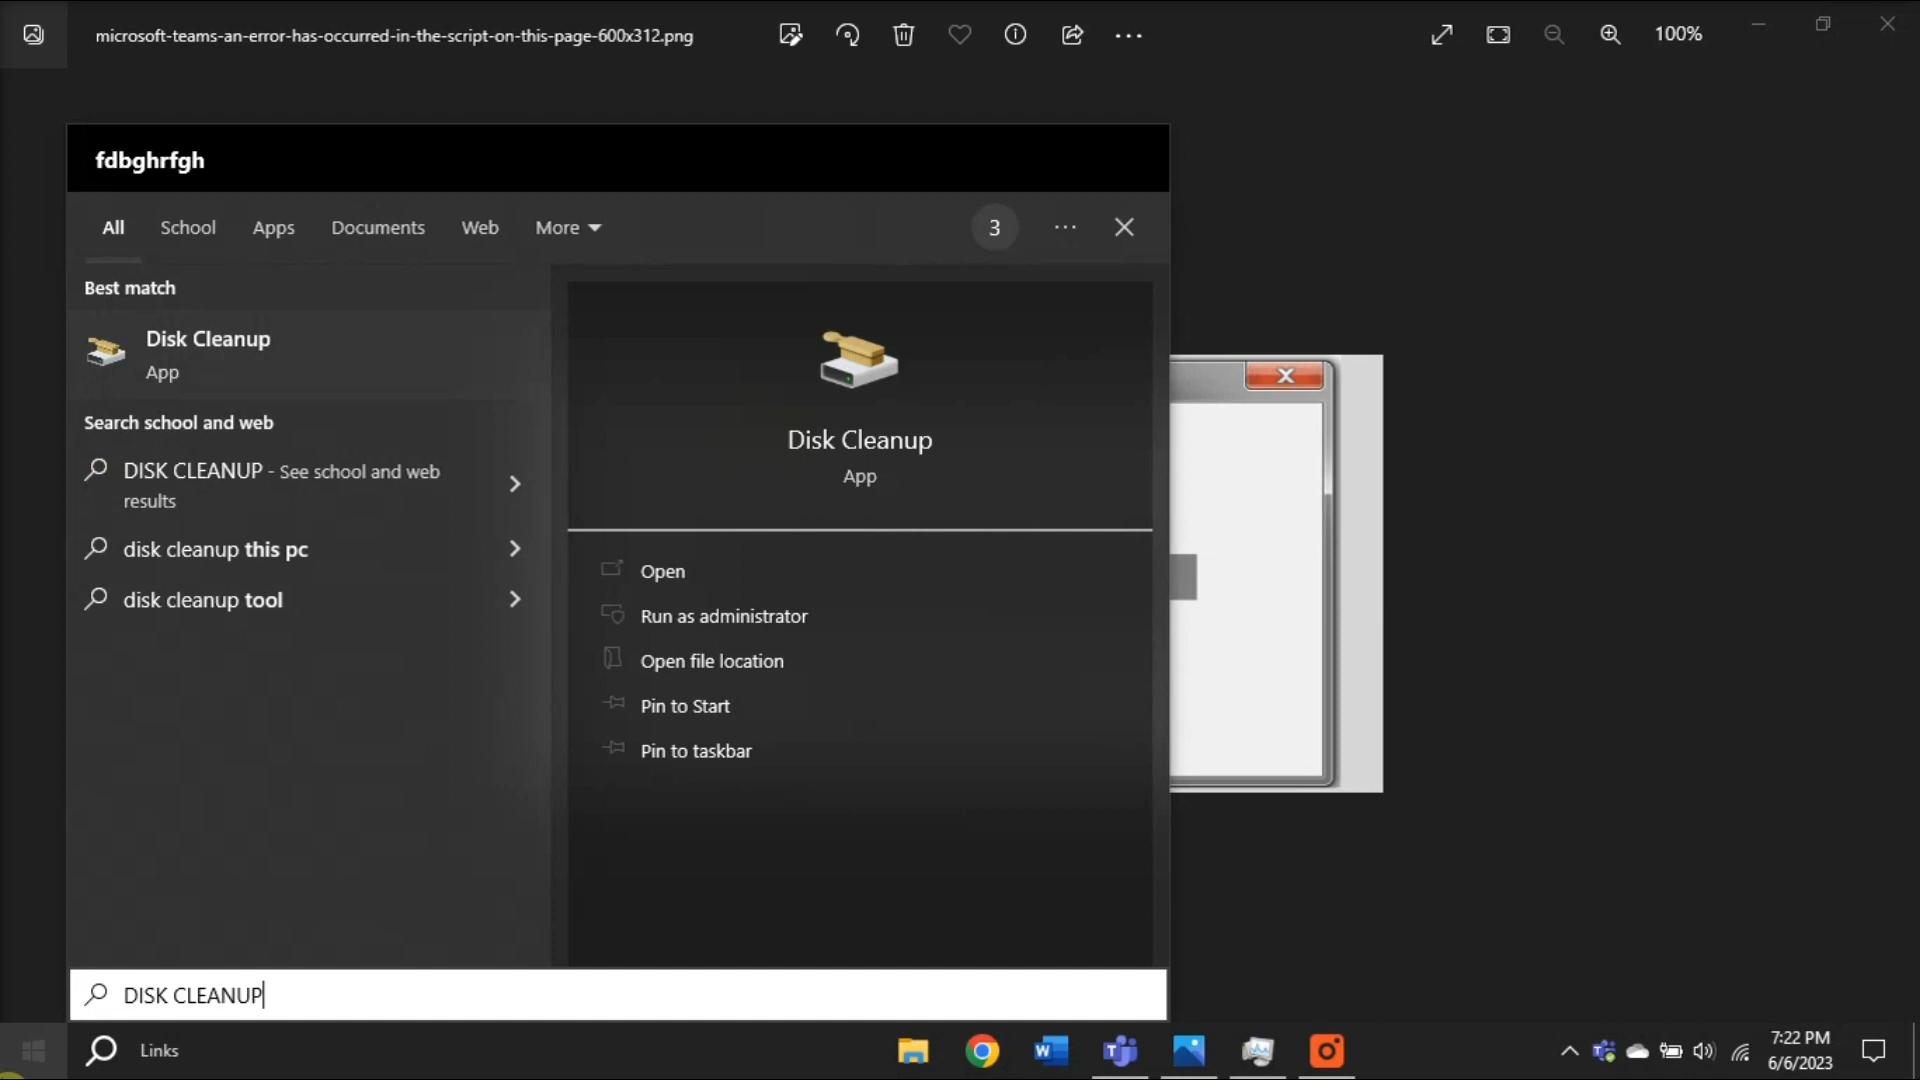 microsoft-teams-an-error-has-occurred-in-the-script-on-this-page-600x312.png
100%
fdbghrfgh
All School Apps Documents Web More
3
Best match
Disk Cleanup
App
Search school and web
DISK CLEANUP - See school and web
results
disk cleanup this pc
disk cleanup tool
Disk Cleanup
App
Open
Run as administrator
Open file location
Pin to Start
Pin to taskbar
DISK CLEANUP
Links
7:22 PM
6/6/2023